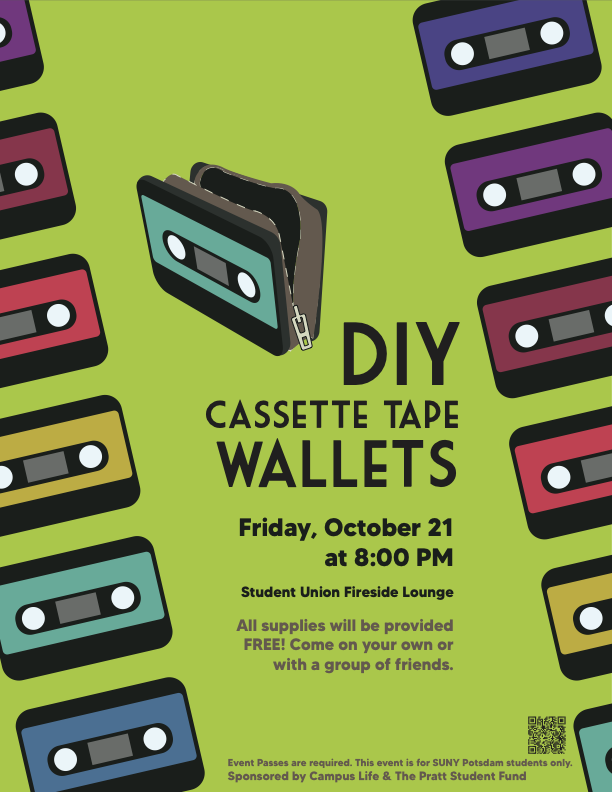 DIY
CASSETTE TAPE
WALLETS
Friday, October 21
at 8:00 PM
Student Union Fireside Lounge
All supplies will be provided
FREE! Come on your own or
with a group of friends.
Event Passes are required. This event is for SUNY Potsdam students only.
Sponsored by Campus Life & The Pratt Student Fund